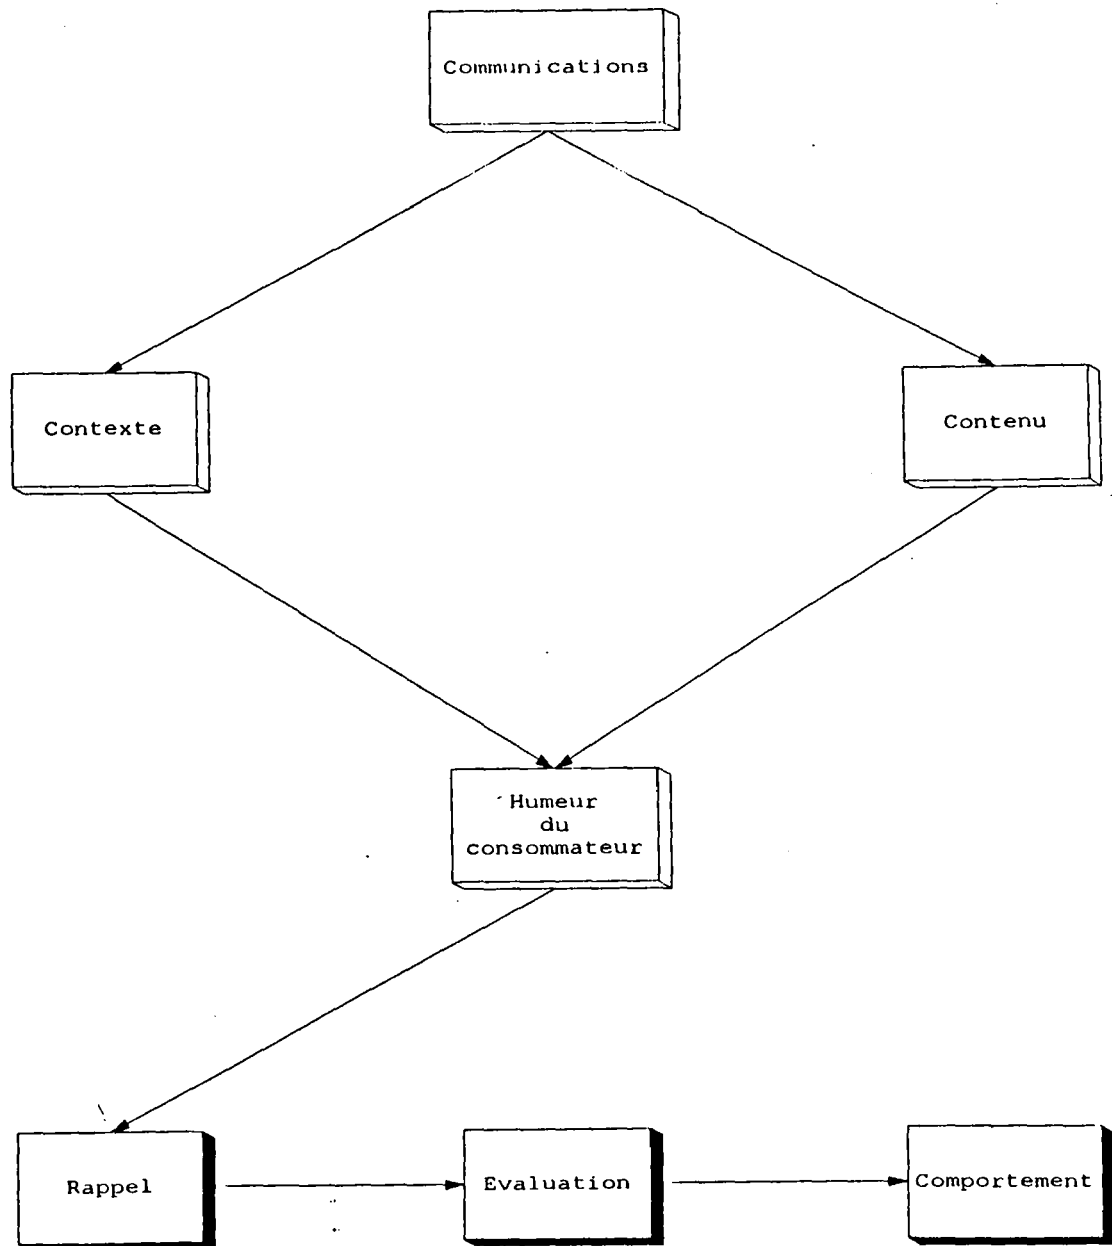 Communications
Contexte
Contenu
Humeur
du
consommateur
Rappel
Evaluation
Comportement